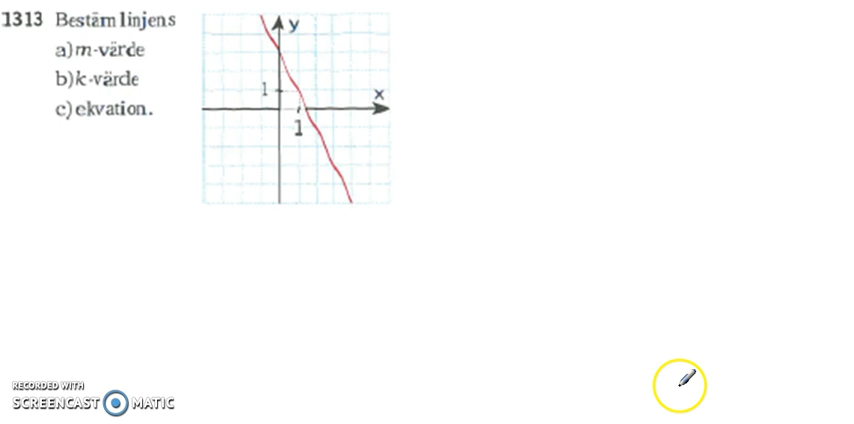 1313 Bestäm linjens
a) m-värde
b) k-värde
c) ekvation.
y
1
x
1
RECORDED WITH
SCREENCAST MATIC